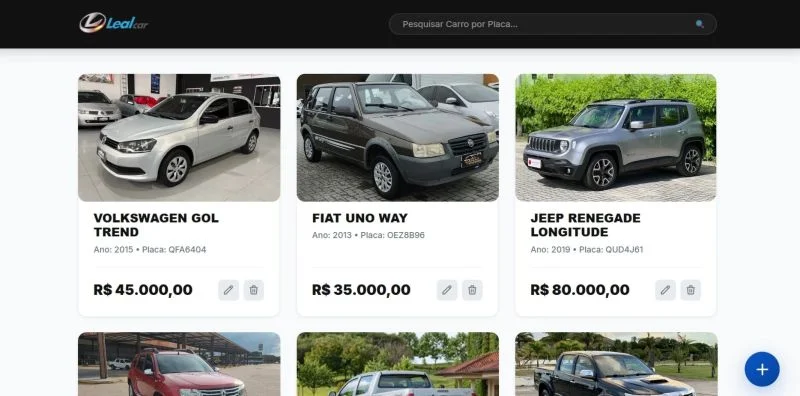 Lealcar
Pesquisar Carro por Placa...
VOLKSWAGEN GOL
TREND
Ano: 2015 • Placa: QFA6404
R$ 45.000,00
FIAT UNO WAY
Ano: 2013 • Placa: OEZ8B96
R$ 35.000,00
JEEP RENEGADE
LONGITUDE
Ano: 2019 • Placa: QUD4J61
R$ 80.000,00